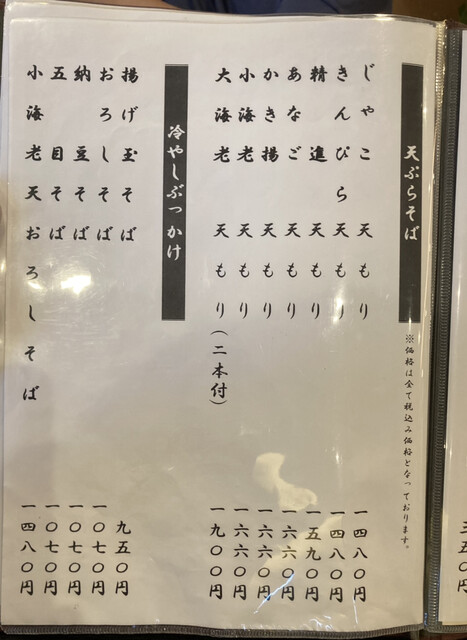 天ぷらそば
※価格は全て税込み価格となっております。
じゃこ天もり 一四八〇円
きんぴら天もり 一四八〇円
精進天もり 一五九〇円
あなご天もり 一六六〇円
かき揚天もり 一六六〇円
小海老天もり 一六六〇円
大海老天もり(二本付) 一九〇〇円
冷やしぶっかけ
揚げ玉そば 九五〇円
おろしそば 一〇七〇円
納豆そば 一〇七〇円
五目そば 一〇七〇円
小海老天おろしそば 一四八〇円